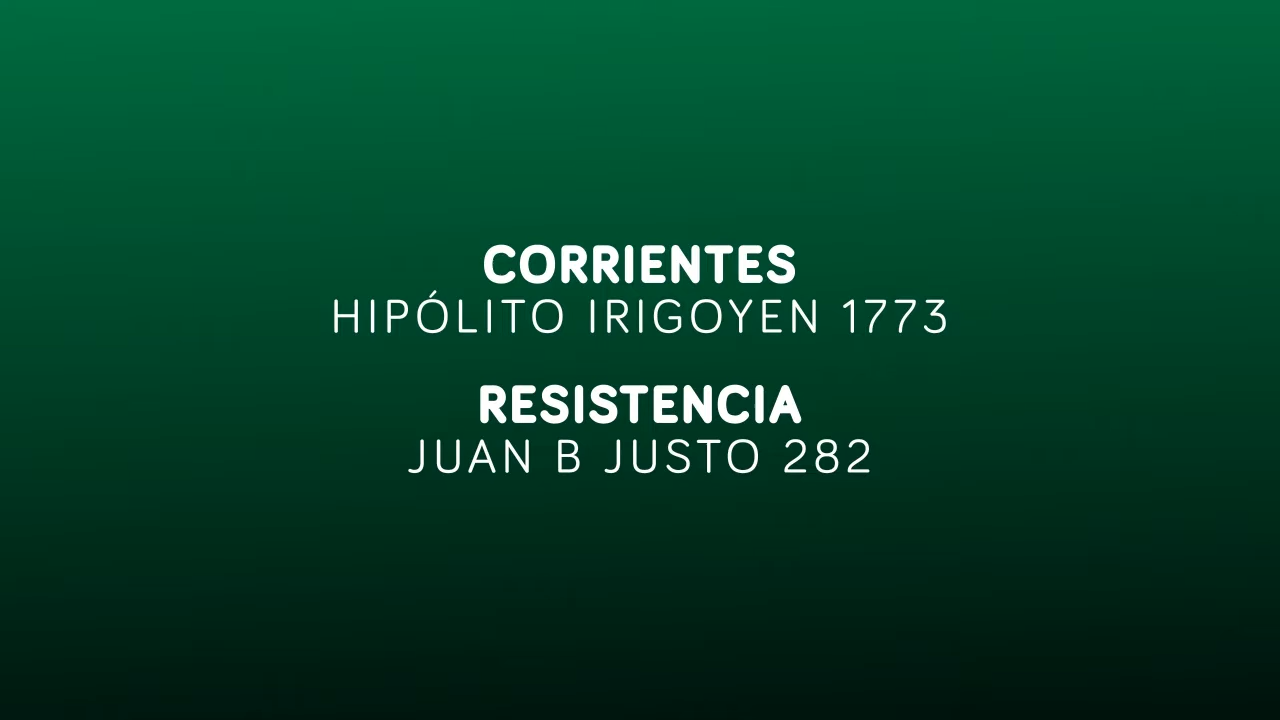 CORRIENTES
HIPÓLITO IRIGOYEN 1773
RESISTENCIA
JUAN B JUSTO 282